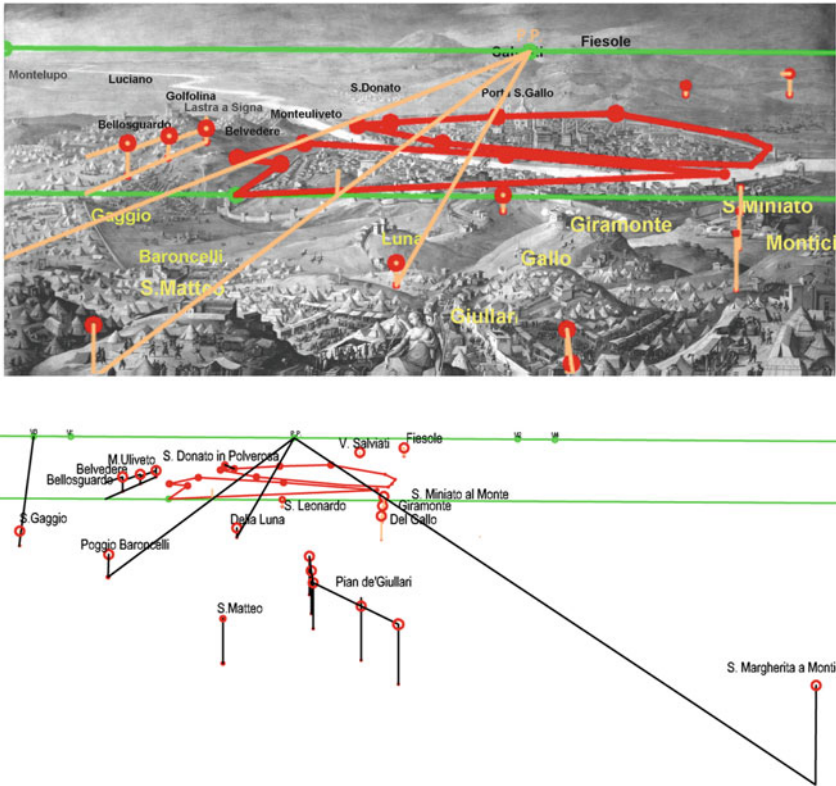 P.P.
Fiesole
Montelupo
Luciano
S.Donato
Golfolina
Lastra a Signa
Porta S.Gallo
Monteuliveto
Bellosguardo
Belvedere
S.Miniato
Gaggio
Giramonte
Luna
Monticl
Baroncelli
Gallo
S.Matteo
Giullari
P.P.
V. Salviati
Fiesole
M.Uliveto
S. Donato in Polverosa
Belvedere
Bellosguardo
S. Miniato al Monte
S. Leonardo
Giramonte
S.Gaggio
Della Luna
Del Gallo
Poggio Baroncelli
Pian de'Giullari
S.Matteo
S. Margherita a Monti